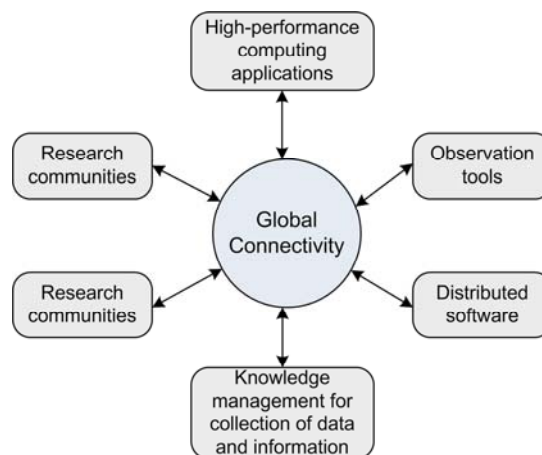 High-performance
computing
applications
Research
communities
Observation
tools
Global
Connectivity
Research
communities
Distributed
software
Knowledge
management for
collection of data
and information